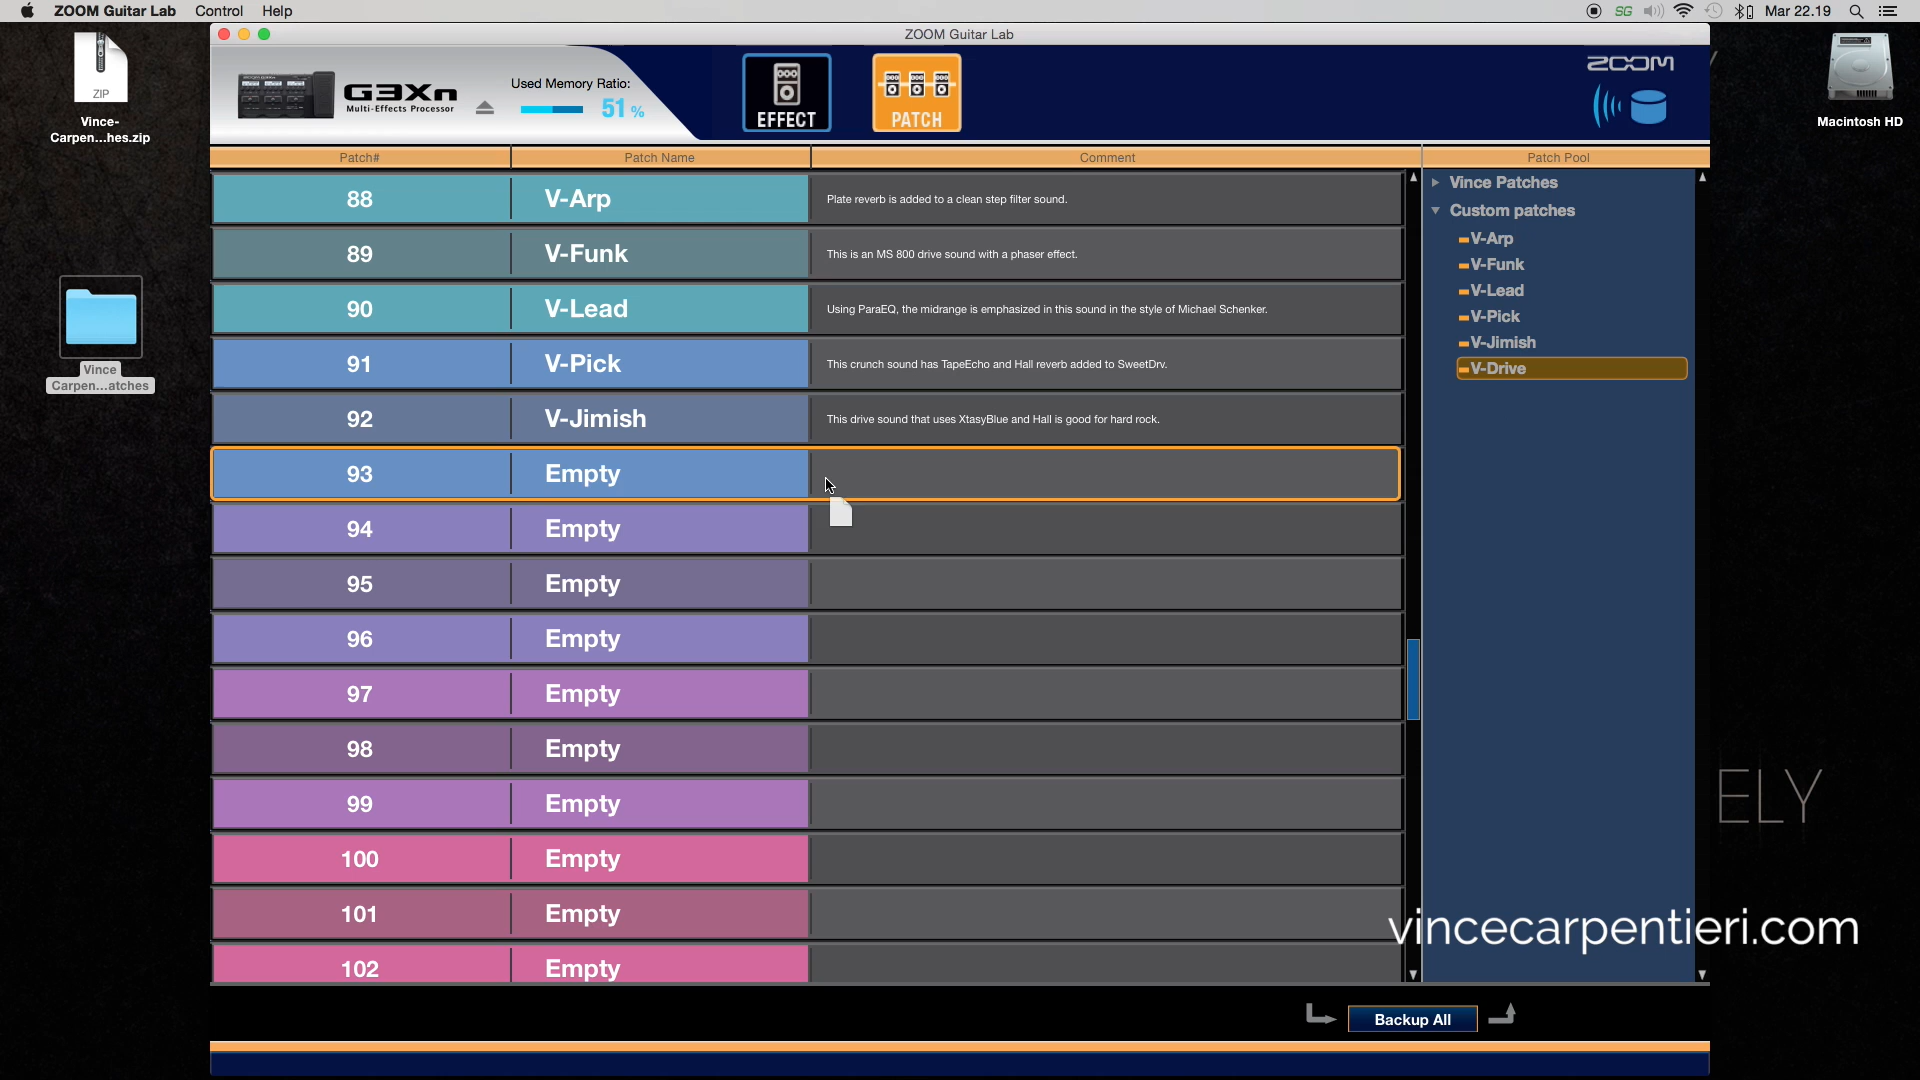 ZOOM Guitar Lab Control Help
SG Mar 22.19
ZOOM Guitar Lab
ZIP
Vince-
Carpen...hes.zip
Vince
Carpen...atches
Macintosh HD
G3Xn
Multi-Effects Processor
Used Memory Ratio:
51 %
EFFECT
PATCH
ZOOM
Patch# Patch Name Comment Patch Pool
88 V-Arp Plate reverb is added to a clean step filter sound.
89 V-Funk This is an MS 800 drive sound with a phaser effect.
90 V-Lead Using ParaEQ, the midrange is emphasized in this sound in the style of Michael Schenker.
91 V-Pick This crunch sound has TapeEcho and Hall reverb added to SweetDrv.
92 V-Jimish This drive sound that uses XtasyBlue and Hall is good for hard rock.
93 Empty
94 Empty
95 Empty
96 Empty
97 Empty
98 Empty
99 Empty
100 Empty
101 Empty
102 Empty
Vince Patches
Custom patches
V-Arp
V-Funk
V-Lead
V-Pick
V-Jimish
V-Drive
ELY
vincecarpentieri.com
Backup All